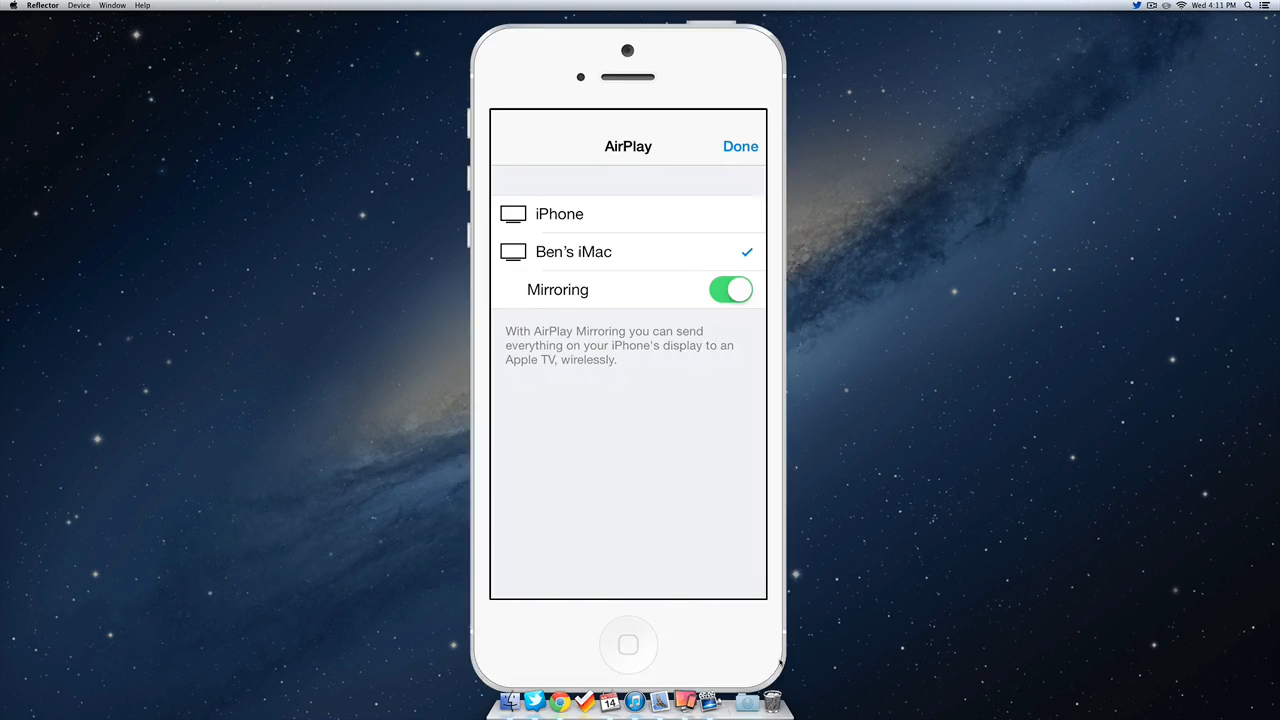 Reflector Device Window Help Wed 4:11 PM
AirPlay Done
iPhone
Ben’s iMac
Mirroring
With AirPlay Mirroring you can send
everything on your iPhone's display to an
Apple TV, wirelessly.
14